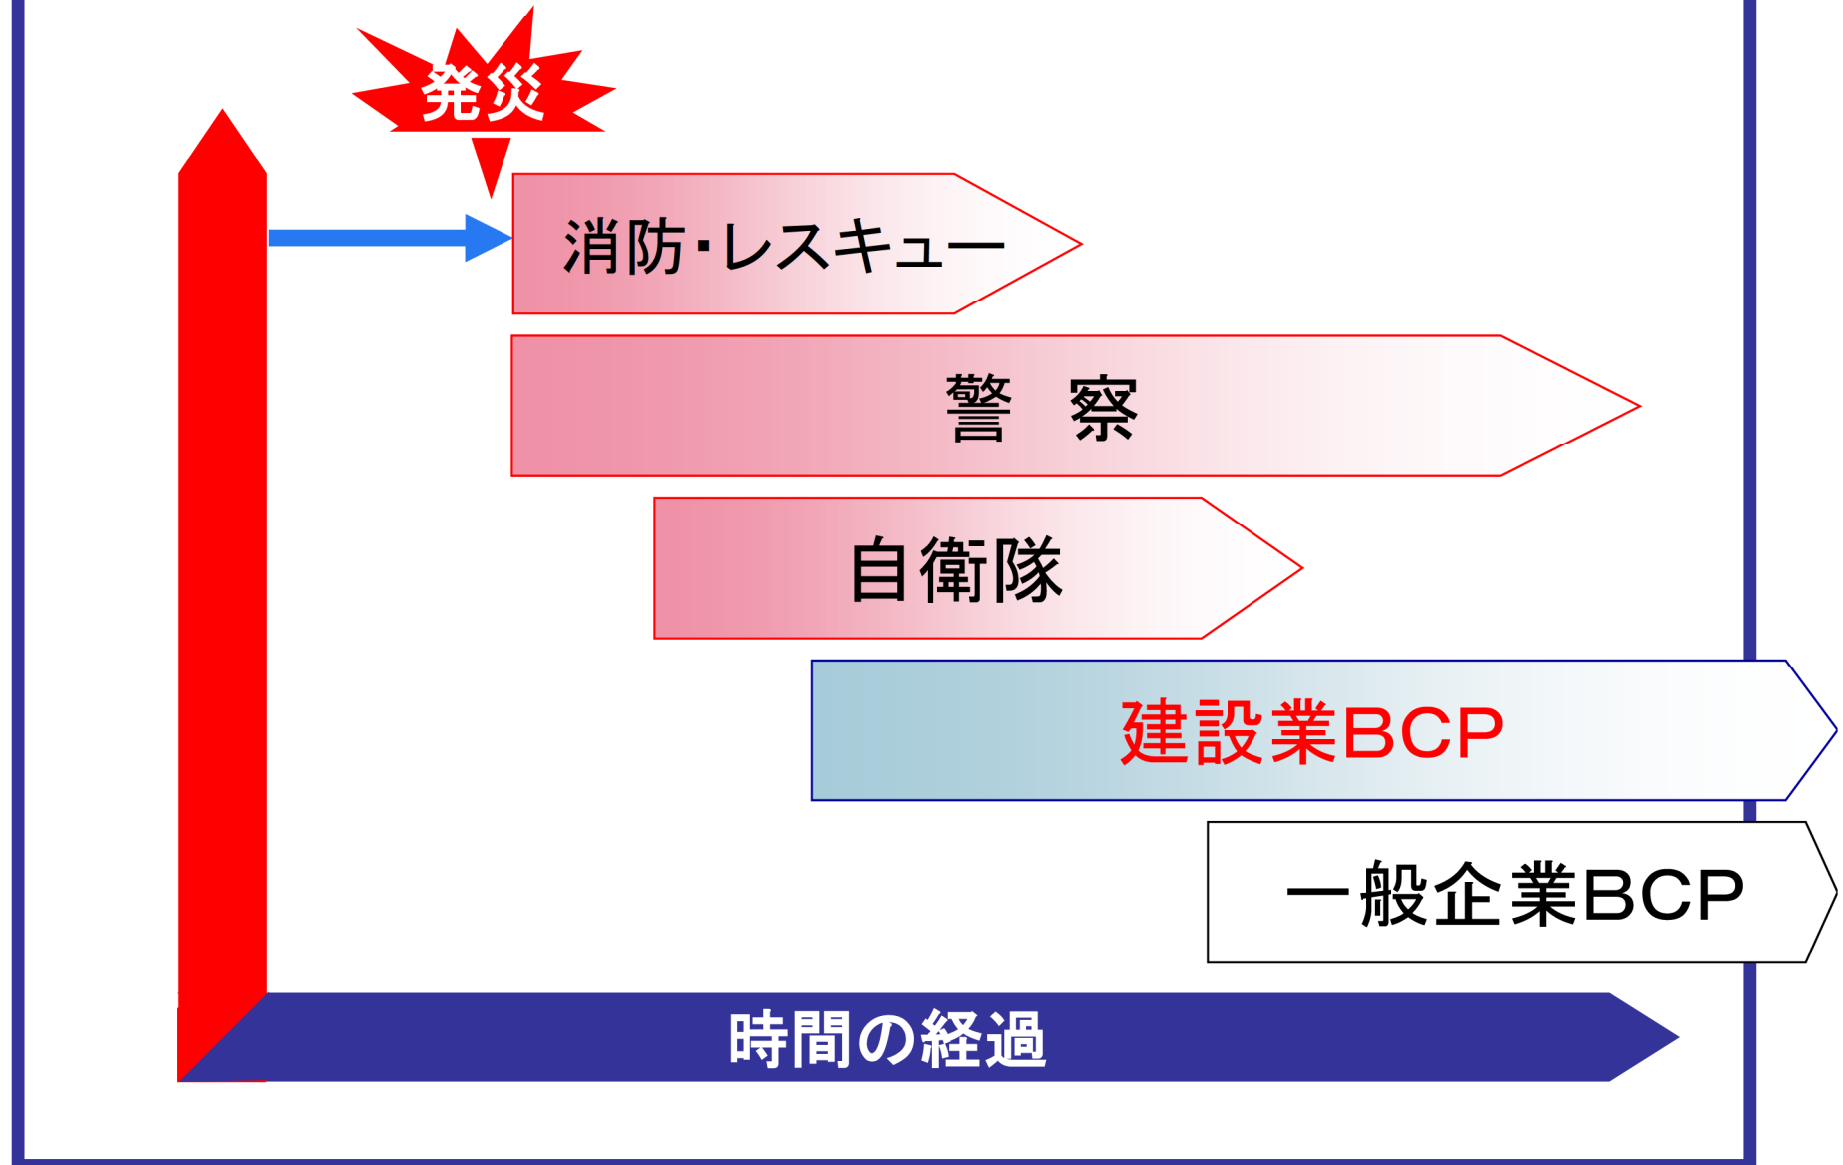 発災
消防・レスキュー
警　察
自衛隊
建設業BCP
一般企業BCP
時間の経過